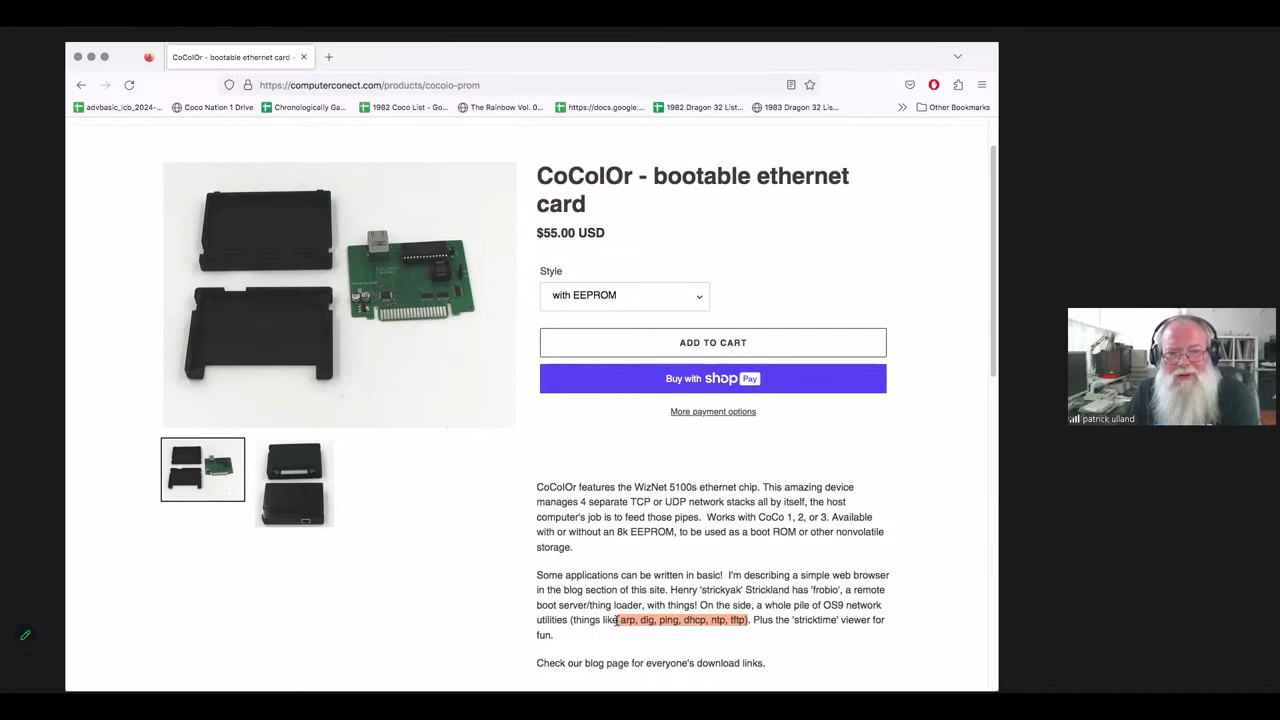 CoCoIOr - bootable ethernet card –
https://computerconect.com/products/cocoio-prom
advbasic_icb_2024-...
Coco Nation 1 Drive
Chronologically Ga...
1982 Coco List - Go...
The Rainbow Vol. 0...
https://docs.google....
1982 Dragon 32 List...
1983 Dragon 32 Lis...
Other Bookmarks
CoCoIOr - bootable ethernet
card
$55.00 USD
Style
with EEPROM
ADD TO CART
Buy with shop Pay
More payment options
CoCoIOr features the WizNet 5100s ethernet chip. This amazing device
manages 4 separate TCP or UDP network stacks all by itself, the host
computer's job is to feed those pipes. Works with CoCo 1, 2, or 3. Available
with or without an 8k EEPROM, to be used as a boot ROM or other nonvolatile
storage.
Some applications can be written in basic! I'm describing a simple web browser
in the blog section of this site. Henry 'strickyak' Strickland has 'frobio', a remote
boot server/thing loader, with things! On the side, a whole pile of OS9 network
utilities (things like arp, dig, ping, dhcp, ntp, tftp). Plus the 'stricktime' viewer for
fun.
Check our blog page for everyone's download links.
patrick ulland